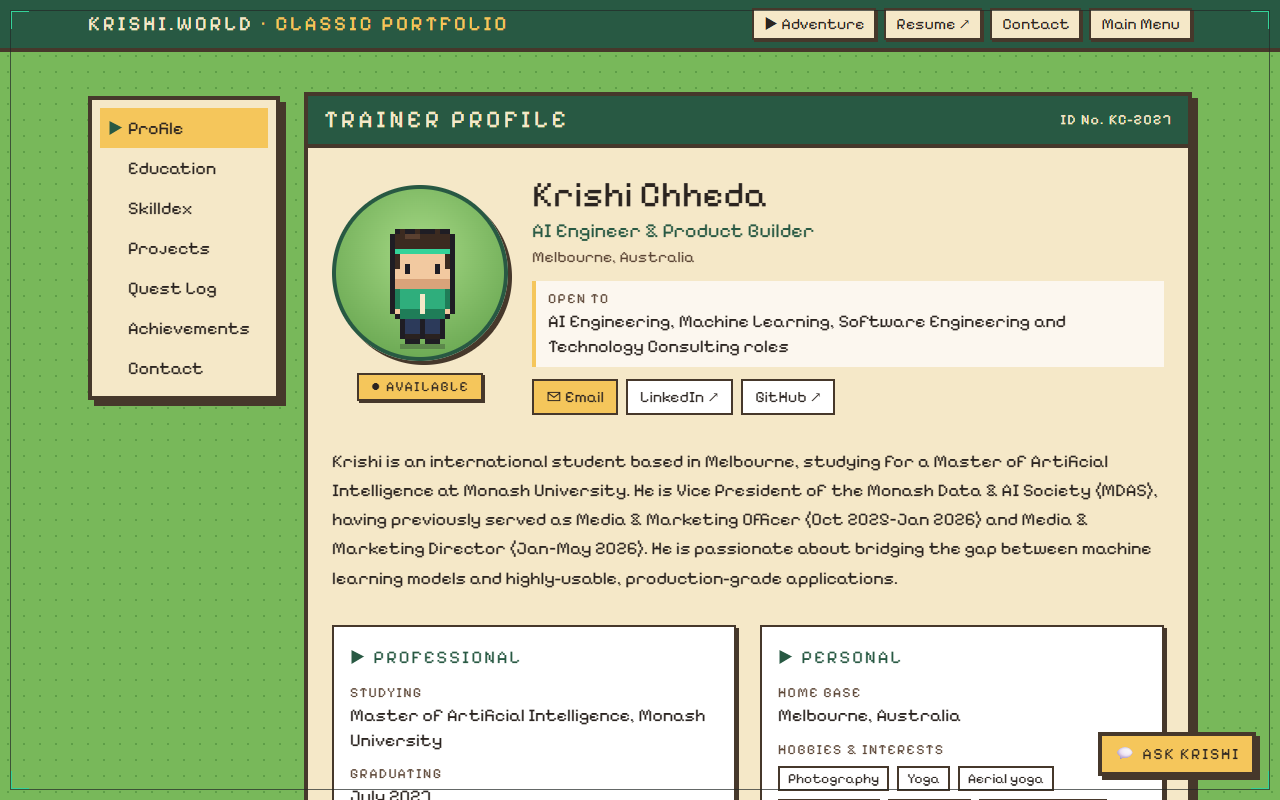 KRISHI.WORLD · CLASSIC PORTFOLIO
▶ Adventure
Resume ↗
Contact
Main Menu
▶ Profile
Education
Skilldex
Projects
Quest Log
Achievements
Contact
TRAINER PROFILE
ID No. KC-2027
Krishi Chheda
AI Engineer & Product Builder
Melbourne, Australia
OPEN TO
AI Engineering, Machine Learning, Software Engineering and
Technology Consulting roles
● AVAILABLE
✉ Email
LinkedIn ↗
GitHub ↗
Krishi is an international student based in Melbourne, studying for a Master of Artificial
Intelligence at Monash University. He is Vice President of the Monash Data & AI Society (MDAS),
having previously served as Media & Marketing Officer (Oct 2025-Jan 2026) and Media &
Marketing Director (Jan-May 2026). He is passionate about bridging the gap between machine
learning models and highly-usable, production-grade applications.
▶ PROFESSIONAL
STUDYING
Master of Artificial Intelligence, Monash
University
GRADUATING
July 2027
▶ PERSONAL
HOME BASE
Melbourne, Australia
HOBBIES & INTERESTS
Photography
Yoga
Aerial yoga
💬 ASK KRISHI